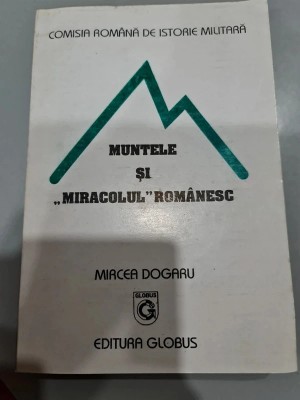 COMISIA ROMÂNĂ DE ISTORIE MILITARĂ
MUNTELE
ŞI
„MIRACOLUL" ROMÂNESC
MIRCEA DOGARU
GLOBUS
EDITURA GLOBUS